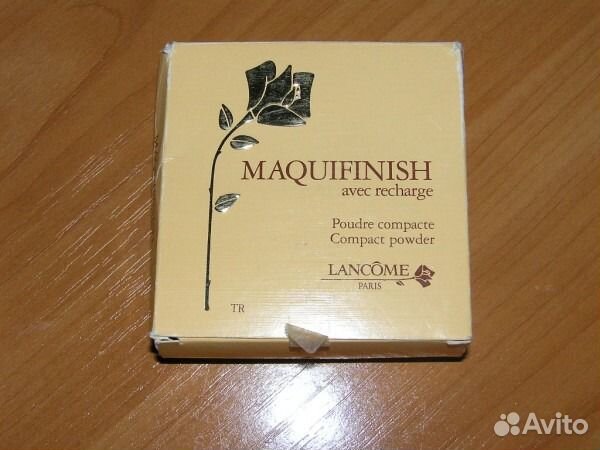 MAQUIFINISH
avec recharge
Poudre compacte
Compact powder
LANCÔME
PARIS
TR
Avito